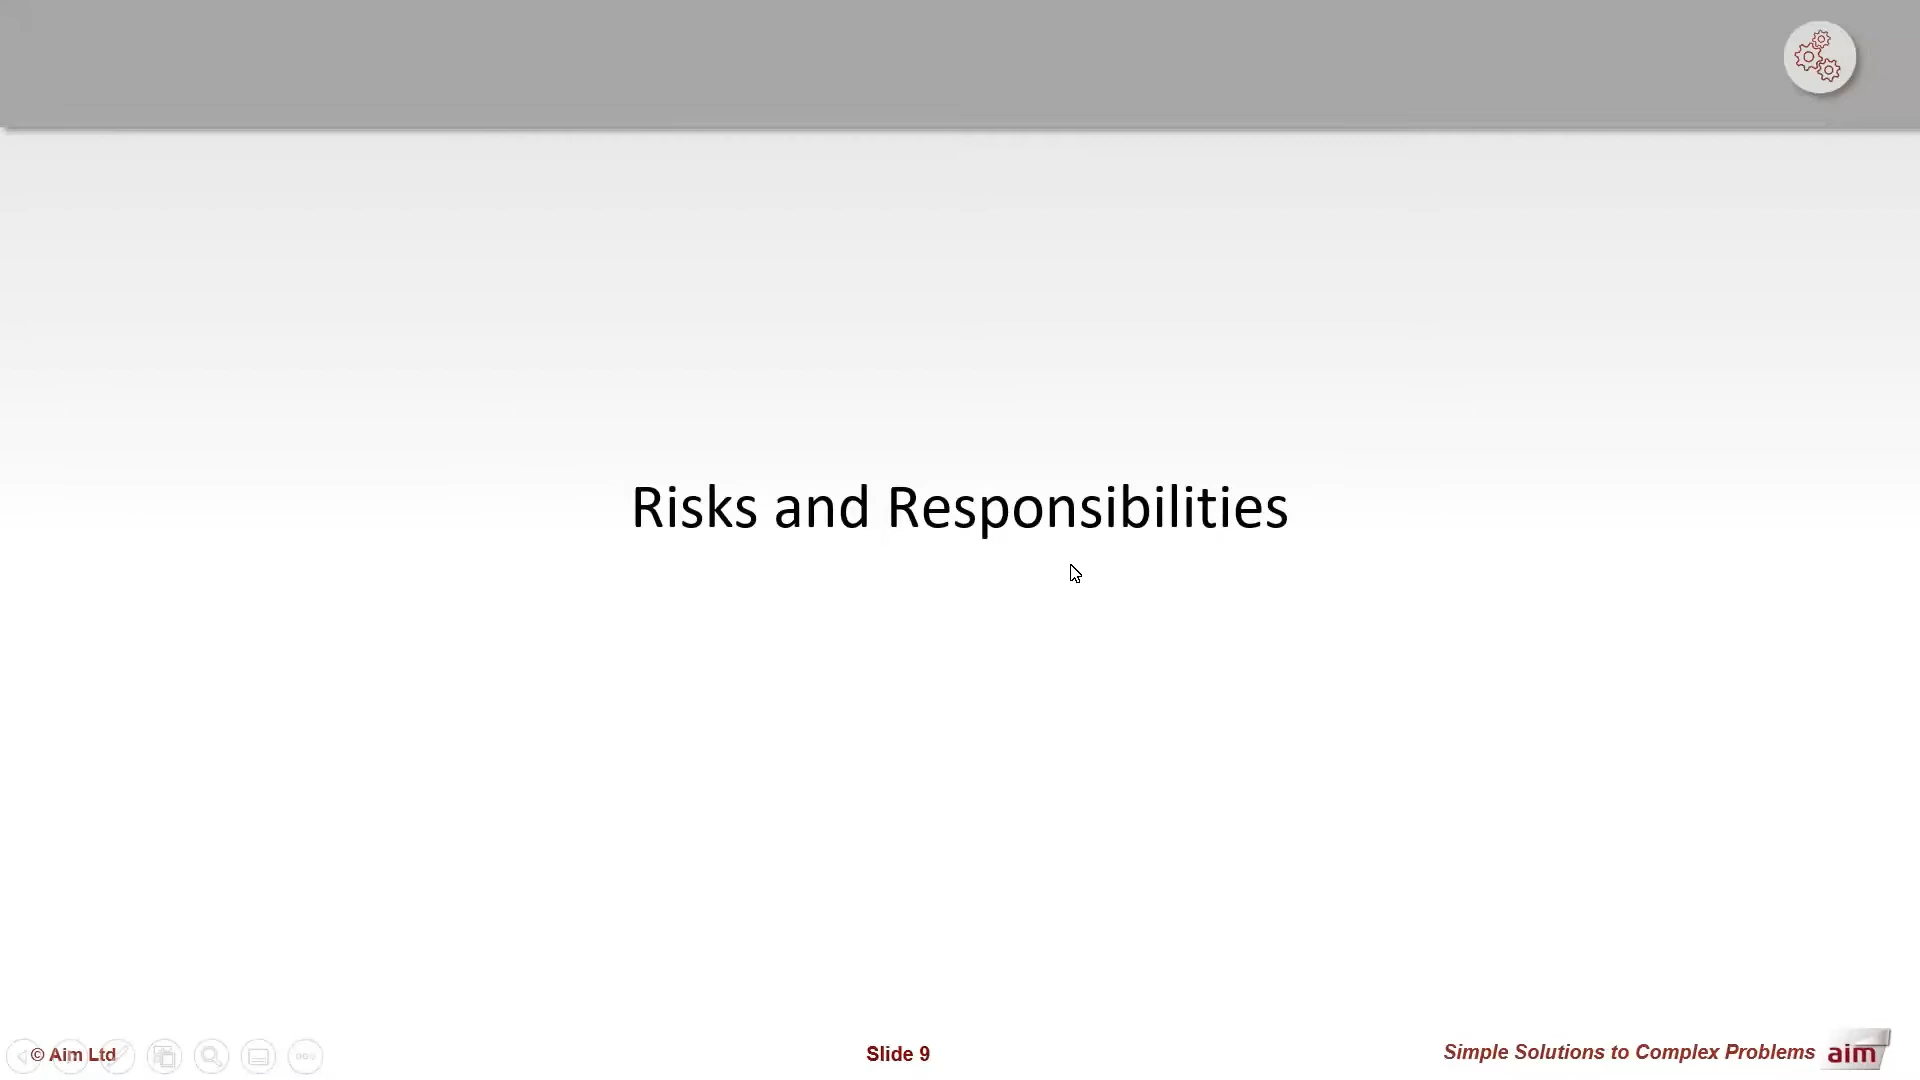 Risks and Responsibilities
© Aim Ltd
Slide 9
Simple Solutions to Complex Problems
aim